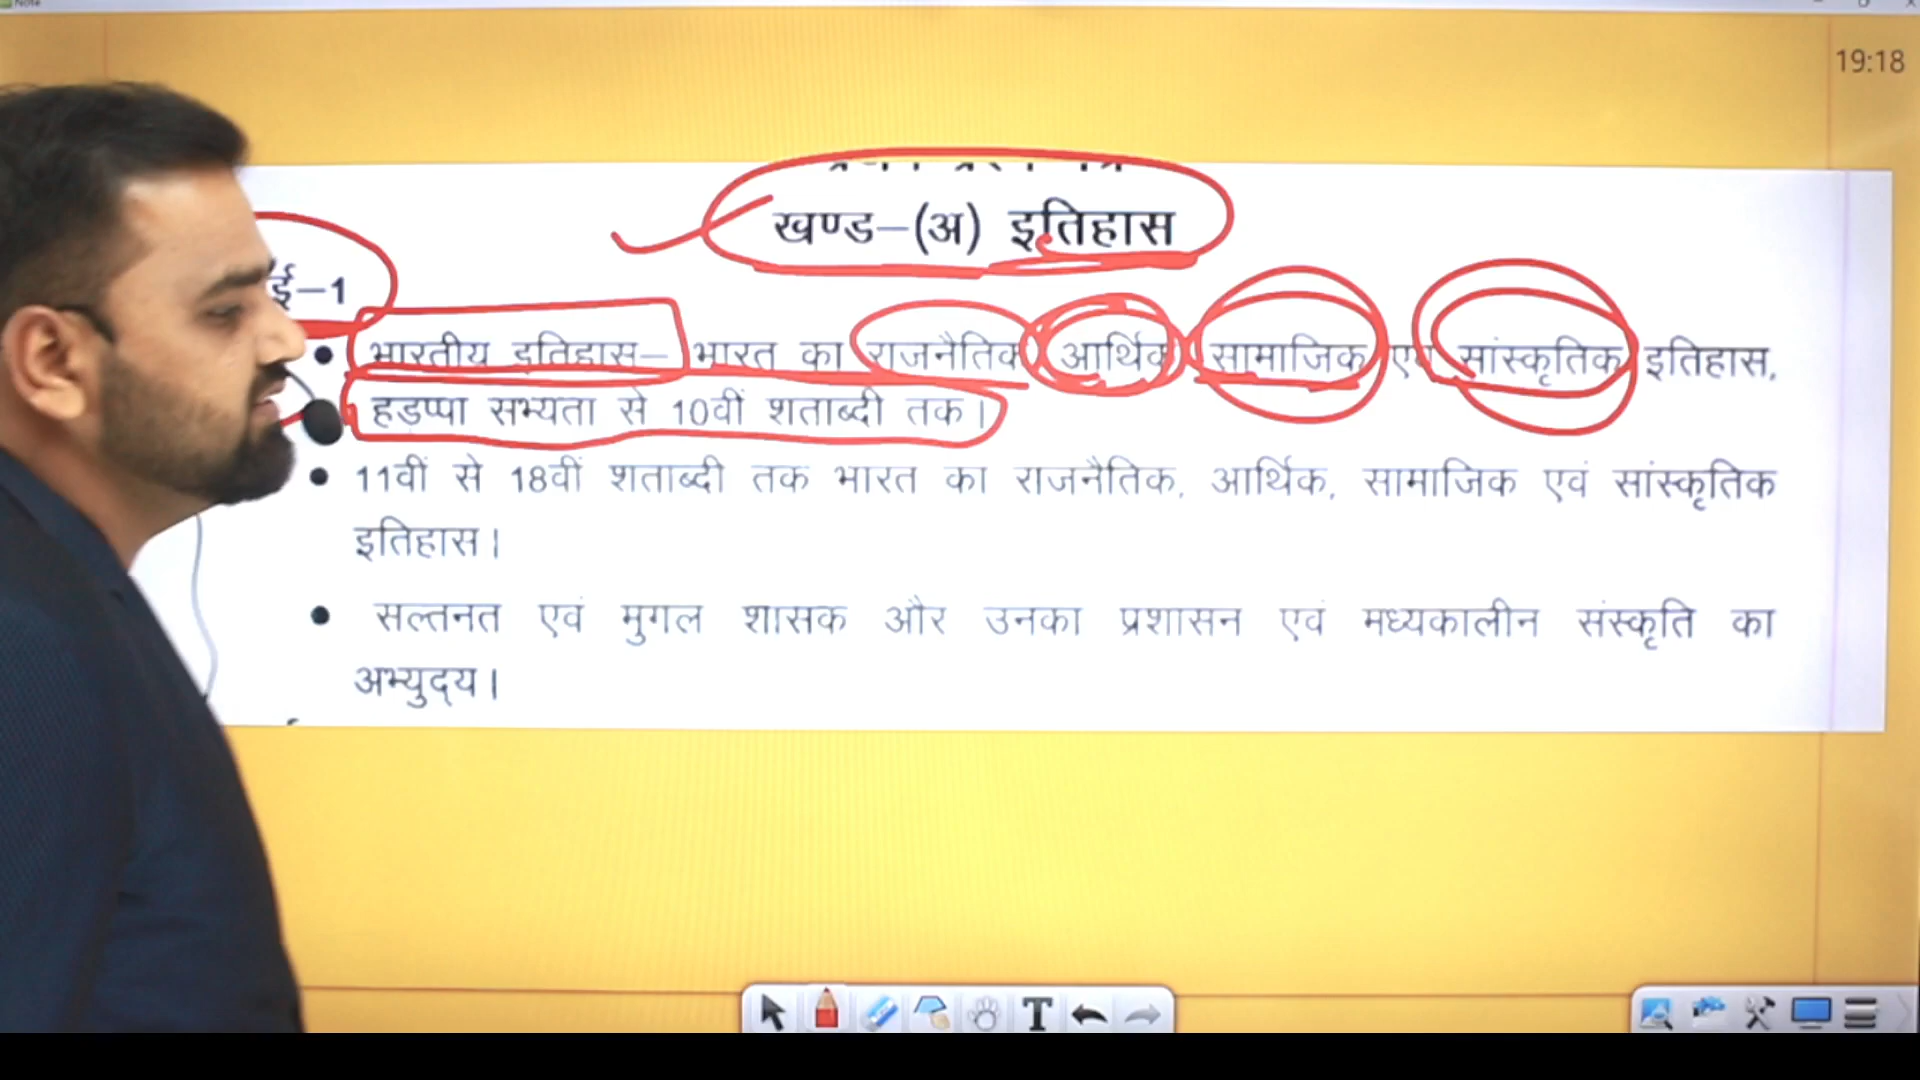 Note
19:18
खण्ड–(अ) इतिहास
ई–1
• भारतीय इतिहास– भारत का राजनैतिक आर्थिक सामाजिक एवं सांस्कृतिक इतिहास,
हड़प्पा सभ्यता से 10वीं शताब्दी तक।
• 11वीं से 18वीं शताब्दी तक भारत का राजनैतिक, आर्थिक, सामाजिक एवं सांस्कृतिक
इतिहास।
• सल्तनत एवं मुगल शासक और उनका प्रशासन एवं मध्यकालीन संस्कृति का
अभ्युद्य।
T